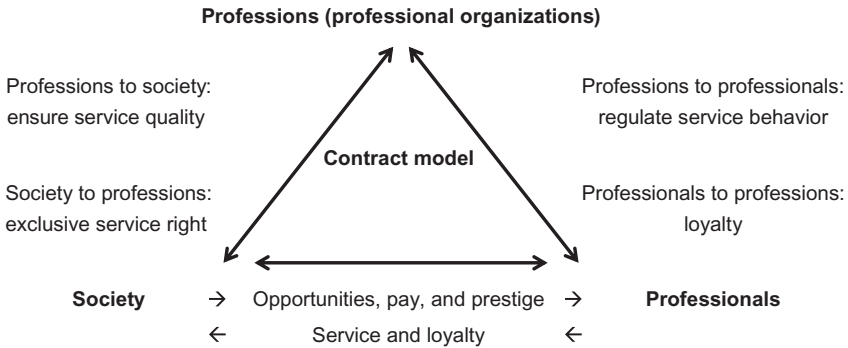 Professions (professional organizations)
Professions to society:
ensure service quality
Professions to professionals:
regulate service behavior
Contract model
Society to professions:
exclusive service right
Professionals to professions:
loyalty
Society → Opportunities, pay, and prestige → Professionals
← Service and loyalty ←